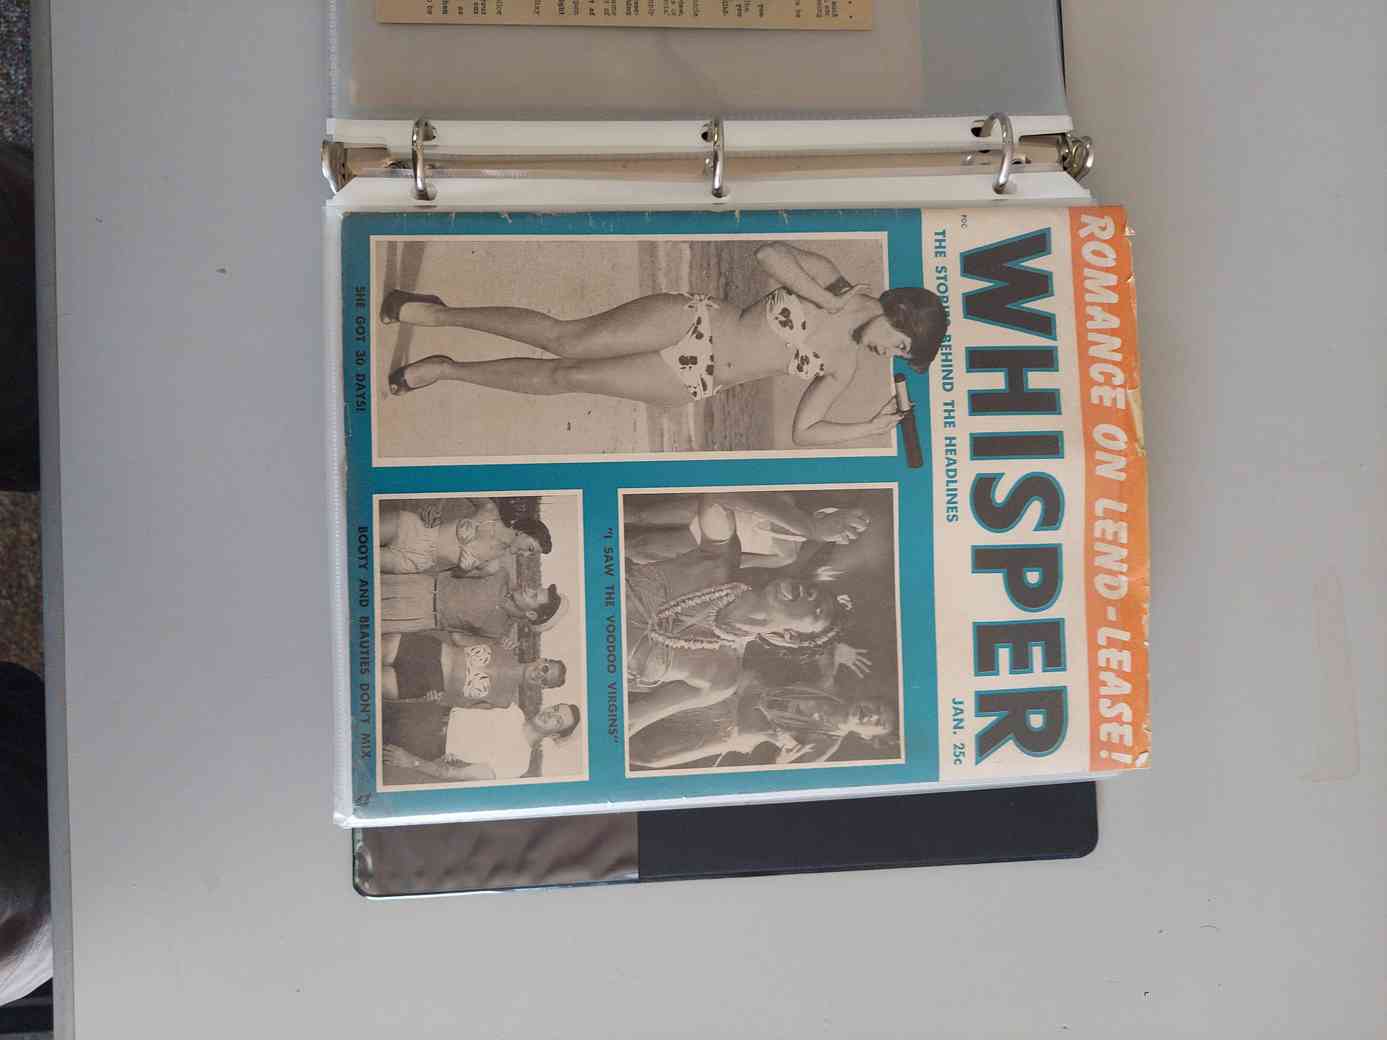 ROMANCE ON LEND-LEASE!
PDC
WHISPER
THE STORIES BEHIND THE HEADLINES
JAN. 25c
"I SAW THE VOODOO VIRGINS"
SHE GOT 30 DAYS!
BOOTY AND BEAUTIES DON'T MIX